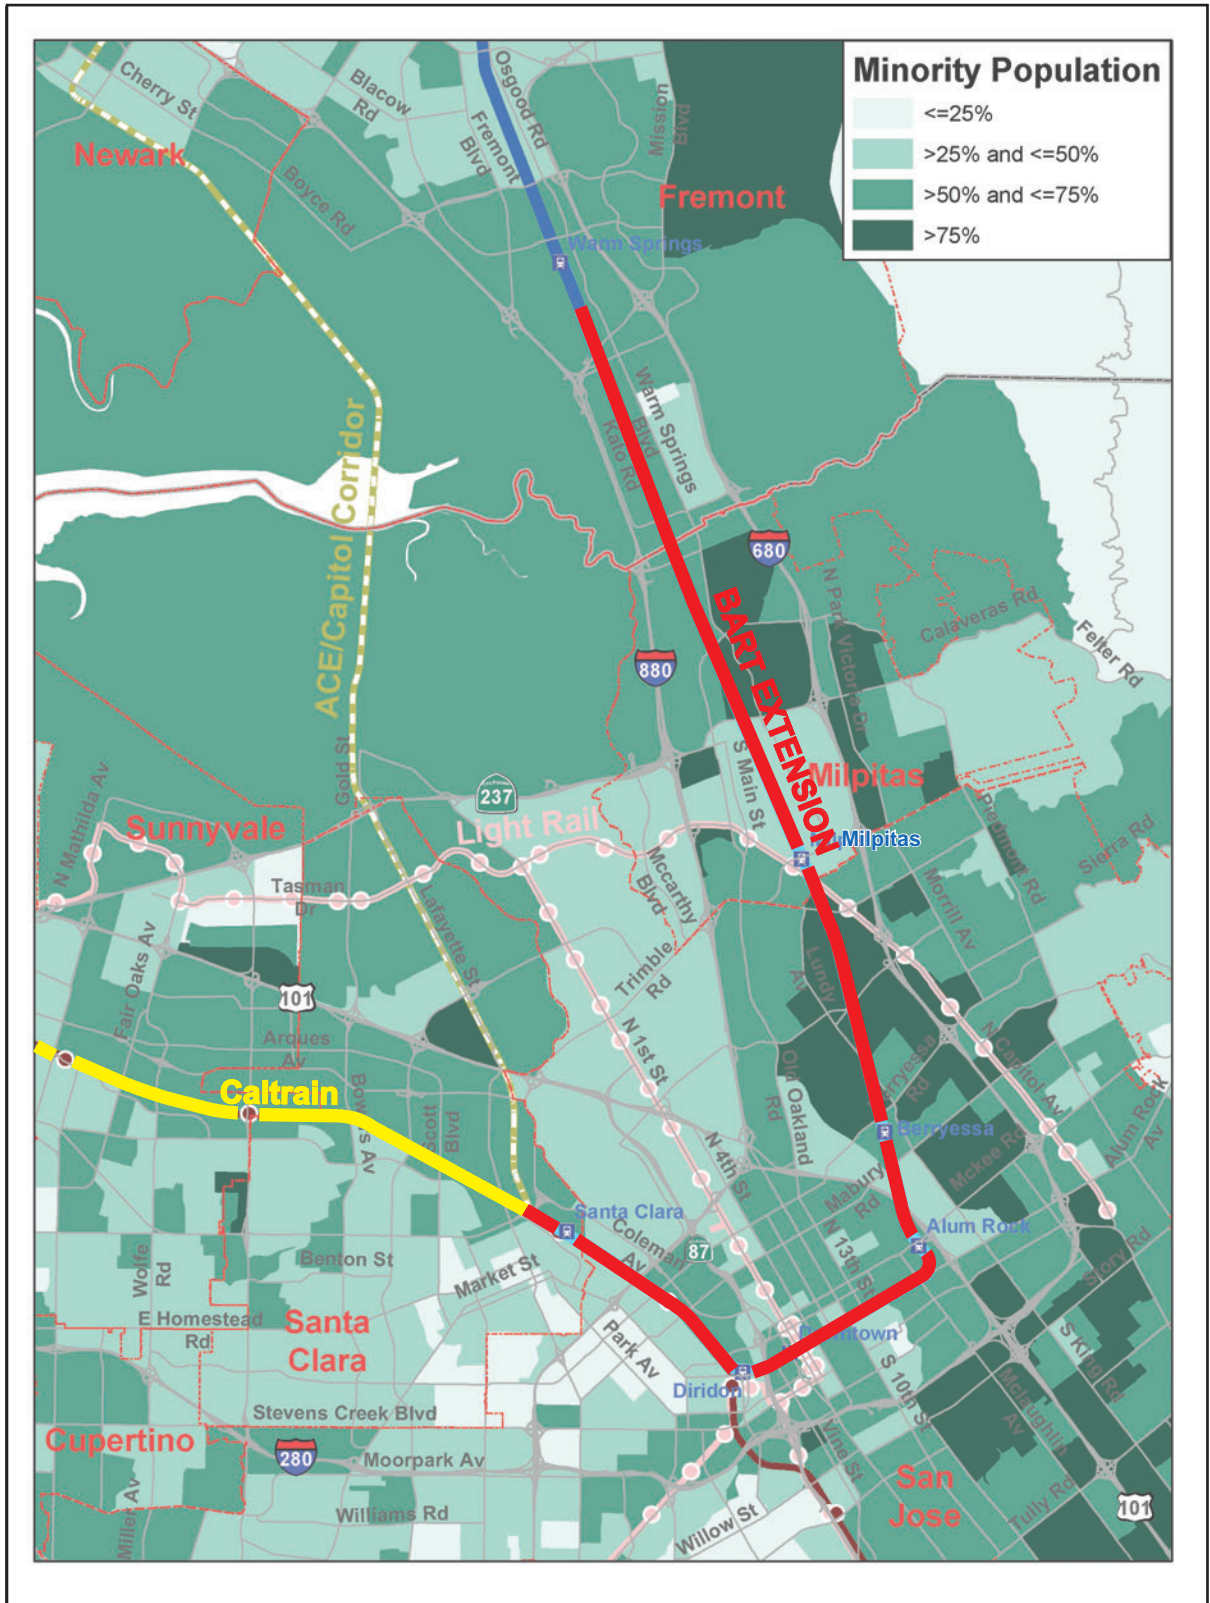 Minority Population
<=25%
>25% and <=50%
>50% and <=75%
>75%
Cherry St
Blacow
Rd
Osgood Rd
Fremont
Blvd
Mission
Blvd
Newark
Boyce Rd
Fremont
Warm Springs
Warm Springs
Blvd
Kato Rd
ACE/Capitol Corridor
680
N Park Victoria Dr
Calaveras Rd
Felter Rd
BART EXTENSION
880
Gold St
S Main St
Milpitas
237
Light Rail
Milpitas
Piedmont Rd
Sierra Rd
N Mathilda Av
Sunnyvale
Tasman
Dr
Mccarthy
Blvd
Morrill Av
Lafayette St
Fair Oaks Av
Trimble
Rd
Lundy
Av
101
Arques
Av
N 1st St
N Capitol Av
Old Oakland
Rd
Berryessa
Rd
Caltrain
Bowers Av
Scott
Blvd
Berryessa
Mckee Rd
Alum Rock
Av
N 4th St
Mabury
Rd
Santa Clara
Coleman
Av
87
N 13th St
Alum Rock
Story Rd
Wolfe
Rd
Benton St
Market St
E Homestead
Rd
Santa
Clara
Park Av
Downtown
S King Rd
S 10th St
Diridon
Mclaughlin
Av
Stevens Creek Blvd
Cupertino
280
Moorpark Av
Vine St
San
Jose
Miller Av
Williams Rd
Willow St
Tully Rd
101